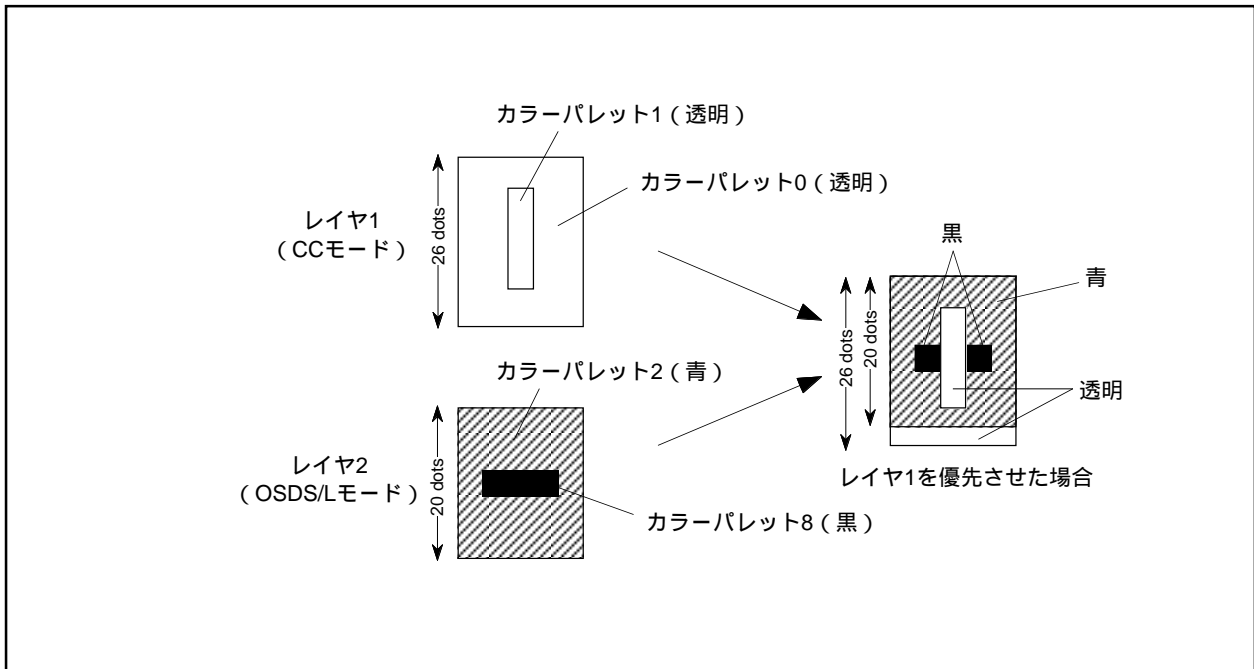 カラーパレット1（透明）
カラーパレット0（透明）
レイヤ1
（CCモード）
26 dots
カラーパレット2（青）
レイヤ2
（OSDS/Lモード）
20 dots
カラーパレット8（黒）
黒
青
26 dots
20 dots
透明
レイヤ1を優先させた場合